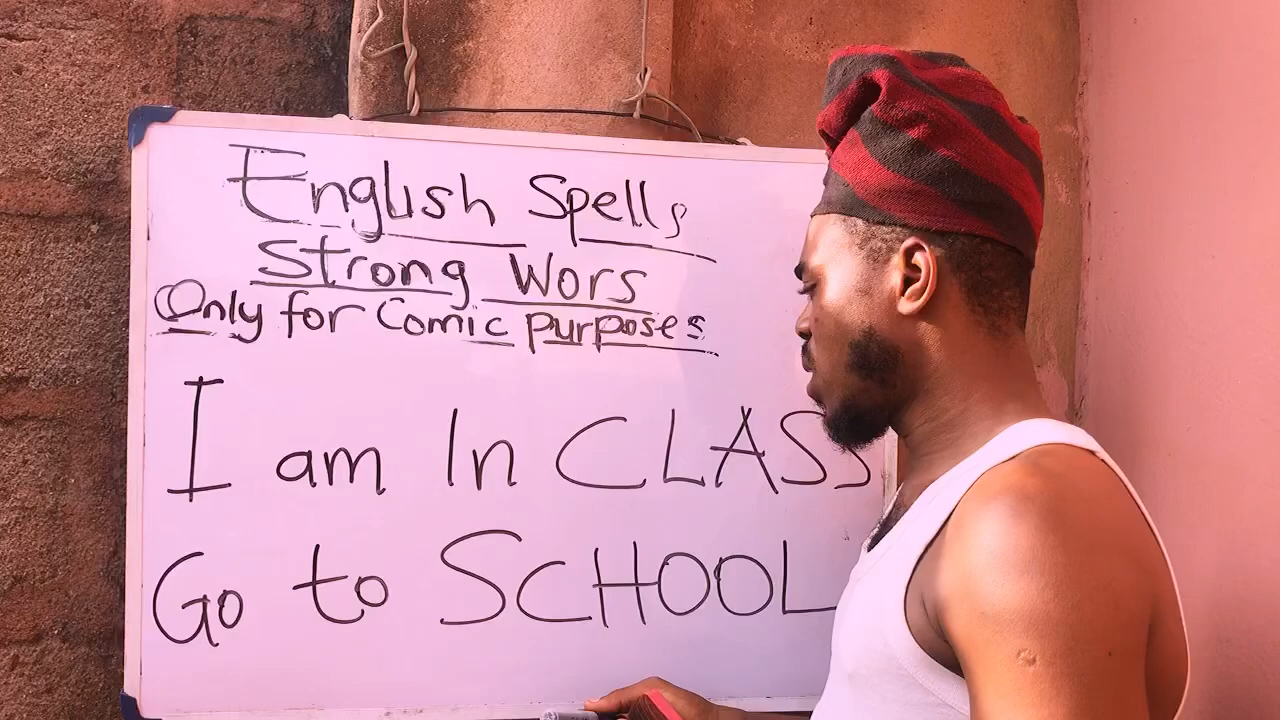 English Spells
Strong Wors
Only for Comic purposes
I am In CLASS
Go to SCHOOL